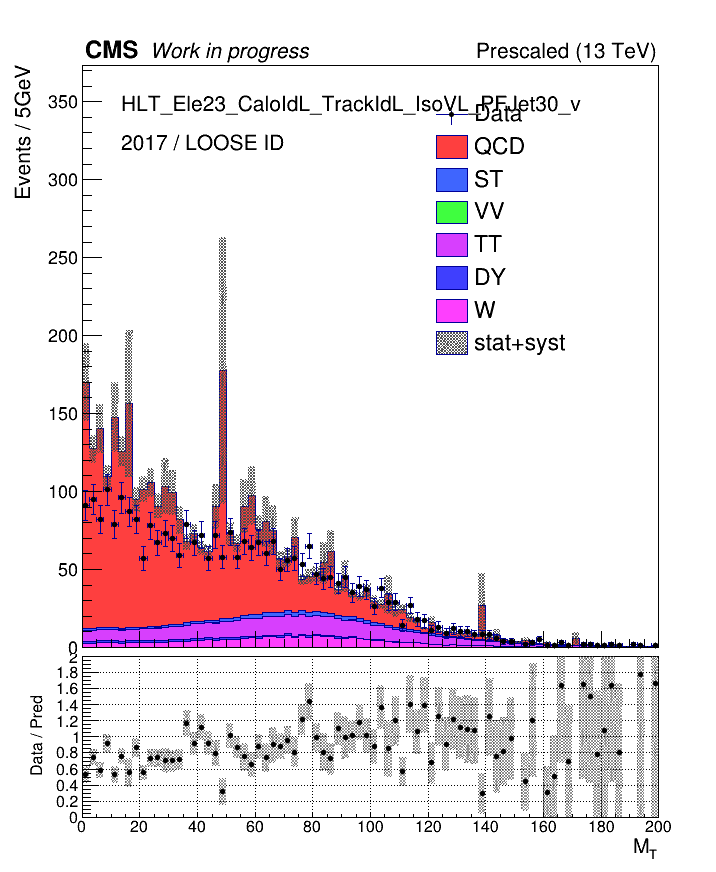 CMS Work in progress Prescaled (13 TeV)
Events / 5GeV
350
300
250
200
150
100
50
0
HLT_Ele23_CaloIdL_TrackIdL_IsoVL_PFJet30_v
2017 / LOOSE ID
Data
QCD
ST
VV
TT
DY
W
stat+syst
Data / Pred
2
1.8
1.6
1.4
1.2
1
0.8
0.6
0.4
0.2
0
0 20 40 60 80 100 120 140 160 180 200
M_T